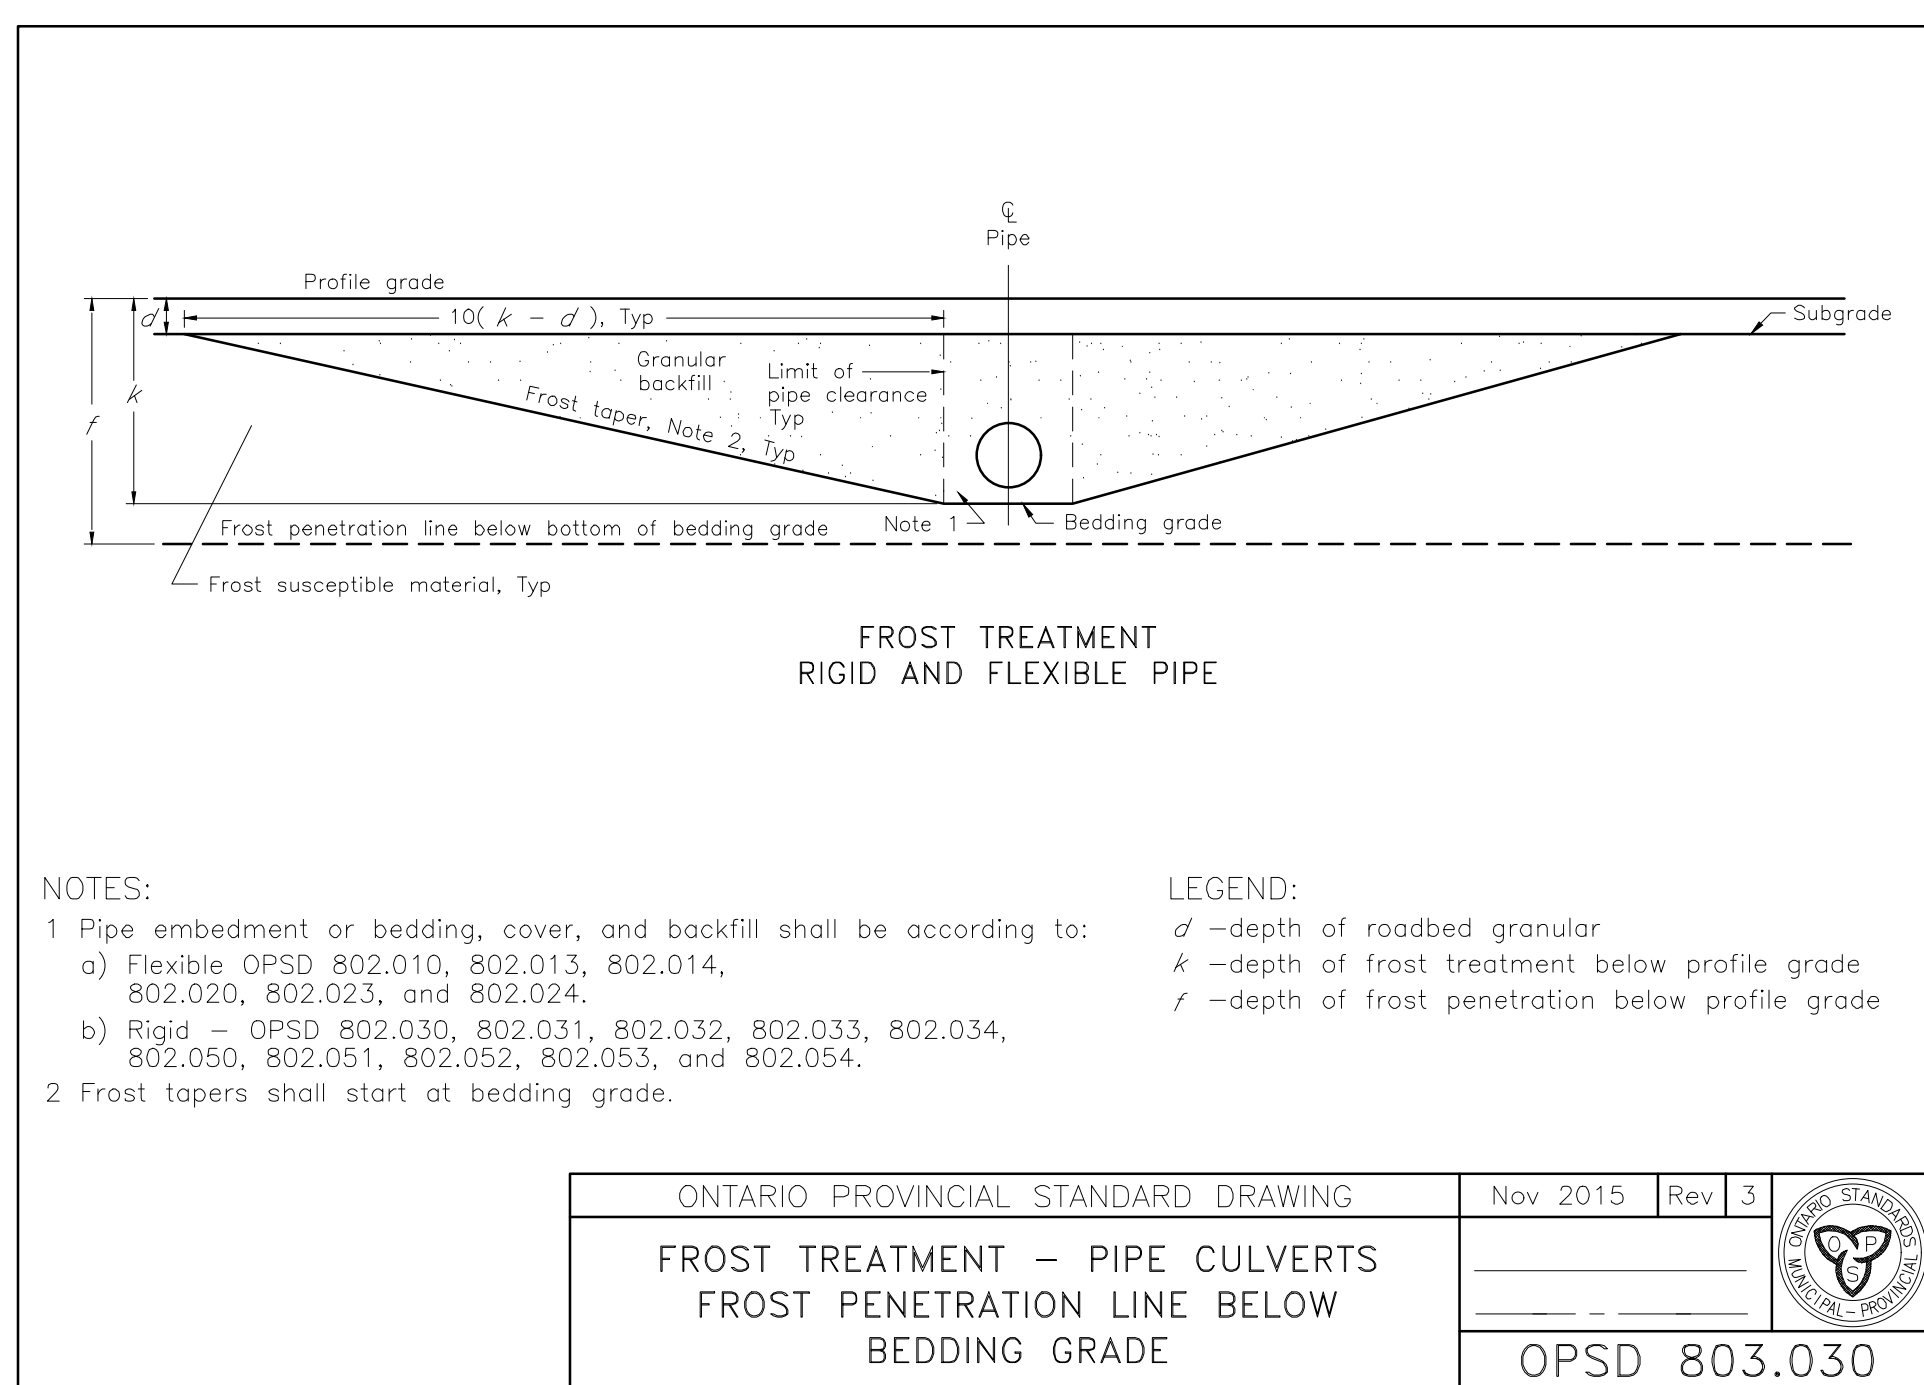 ℄
Pipe
Profile grade
d
10( k – d ), Typ
Subgrade
Granular
backfill
Limit of
pipe clearance
Typ
k
f
Frost taper, Note 2, Typ
Frost penetration line below bottom of bedding grade
Note 1
Bedding grade
Frost susceptible material, Typ
FROST TREATMENT
RIGID AND FLEXIBLE PIPE
NOTES:
1 Pipe embedment or bedding, cover, and backfill shall be according to:
a) Flexible OPSD 802.010, 802.013, 802.014,
802.020, 802.023, and 802.024.
b) Rigid – OPSD 802.030, 802.031, 802.032, 802.033, 802.034,
802.050, 802.051, 802.052, 802.053, and 802.054.
2 Frost tapers shall start at bedding grade.
LEGEND:
d –depth of roadbed granular
k –depth of frost treatment below profile grade
f –depth of frost penetration below profile grade
ONTARIO PROVINCIAL STANDARD DRAWING
Nov 2015
Rev
3
FROST TREATMENT – PIPE CULVERTS
FROST PENETRATION LINE BELOW
BEDDING GRADE
ONTARIO STANDARDS
MUNICIPAL – PROVINCIAL
O P
S
OPSD 803.030